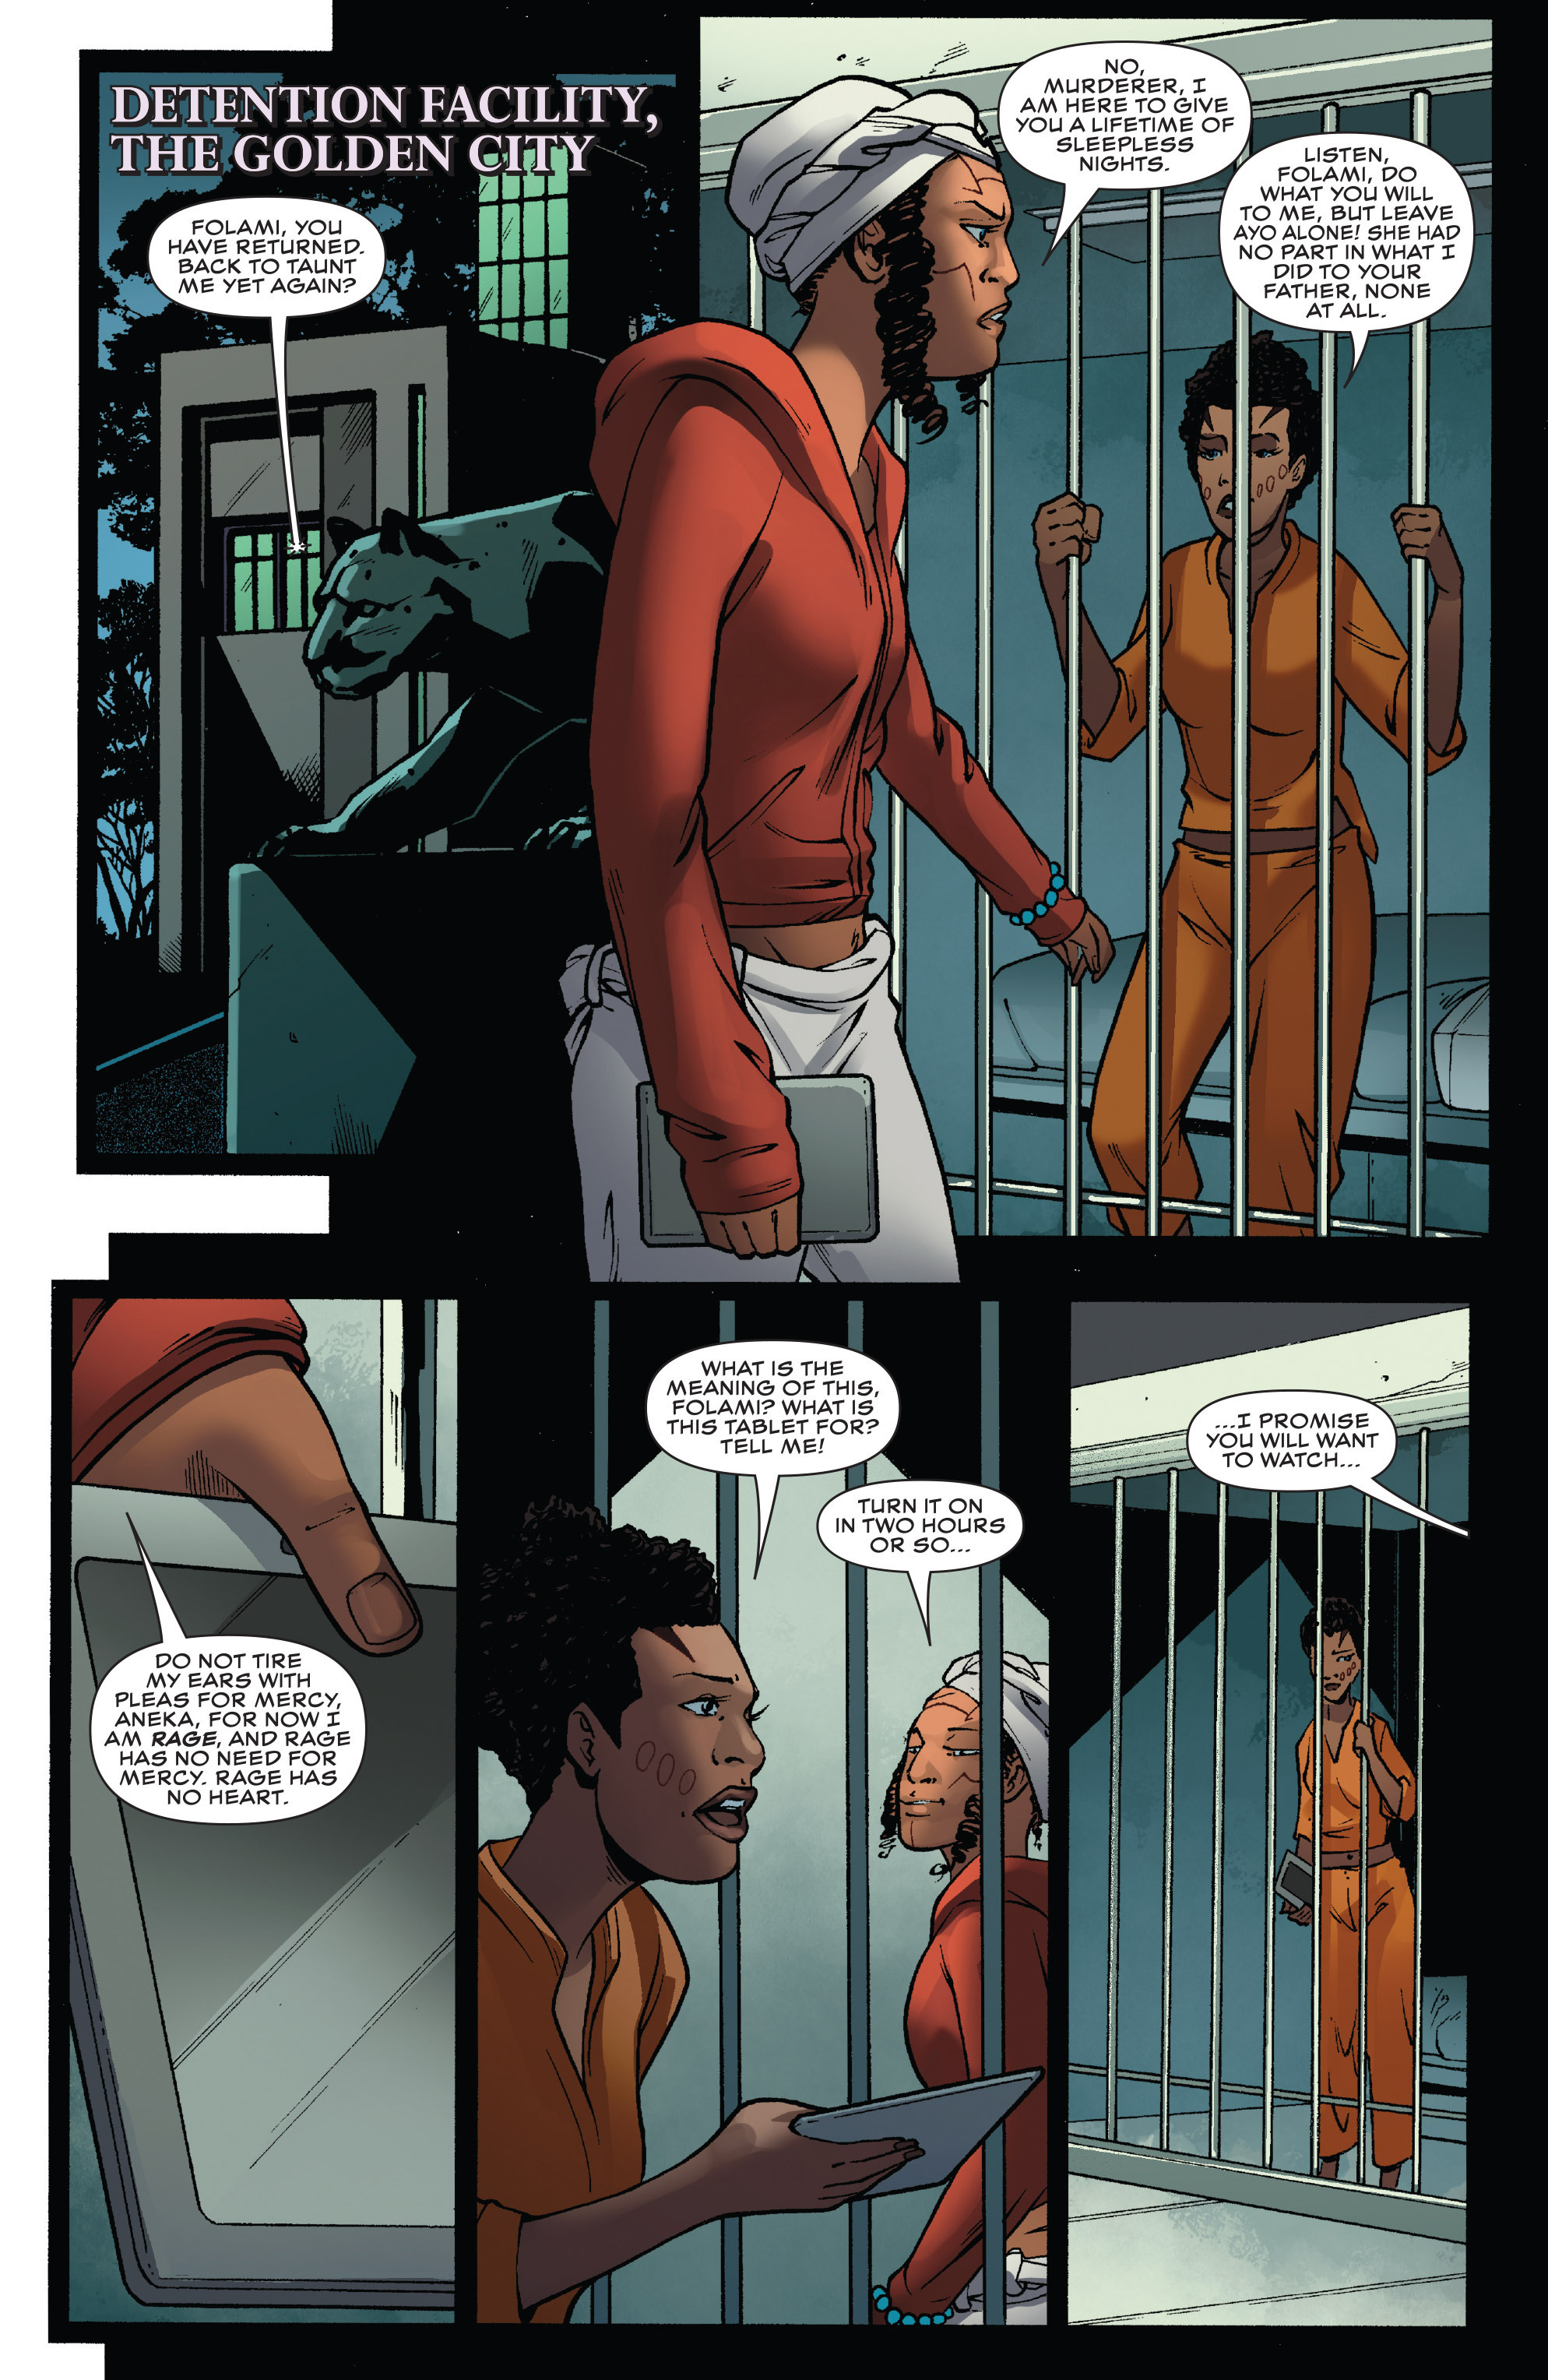 DETENTION FACILITY,
THE GOLDEN CITY
FOLAMI, YOU
HAVE RETURNED.
BACK TO TAUNT
ME YET AGAIN?
NO,
MURDERER, I
AM HERE TO GIVE
YOU A LIFETIME OF
SLEEPLESS
NIGHTS.
LISTEN,
FOLAMI, DO
WHAT YOU WILL
TO ME, BUT LEAVE
AYO ALONE! SHE HAD
NO PART IN WHAT I
DID TO YOUR
FATHER, NONE
AT ALL.
DO NOT TIRE
MY EARS WITH
PLEAS FOR MERCY,
ANEKA, FOR NOW I
AM RAGE, AND RAGE
HAS NO NEED FOR
MERCY. RAGE HAS
NO HEART.
WHAT IS THE
MEANING OF THIS,
FOLAMI? WHAT IS
THIS TABLET FOR?
TELL ME!
TURN IT ON
IN TWO HOURS
OR SO...
...I PROMISE
YOU WILL WANT
TO WATCH...